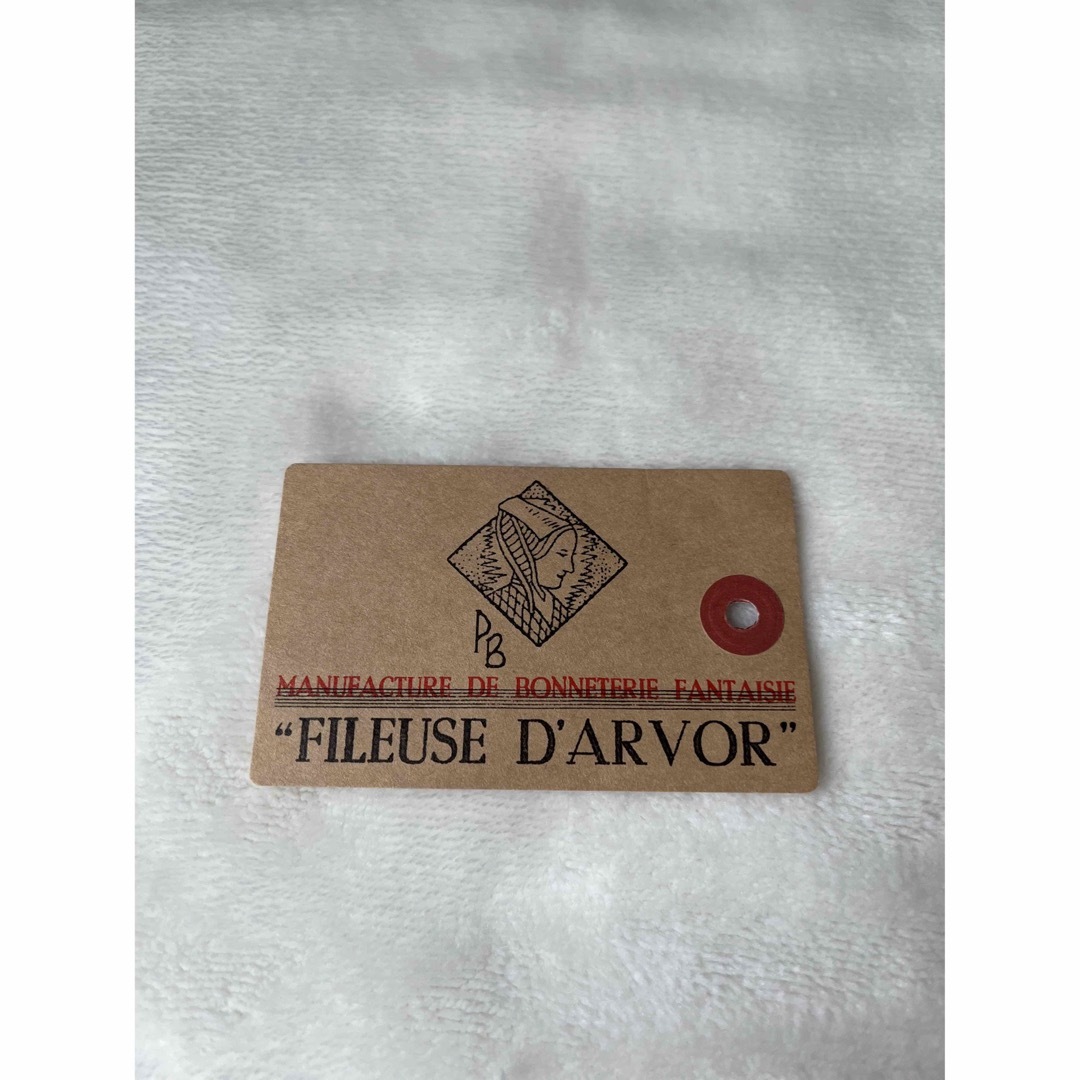 PB
MANUFACTURE DE BONNETERIE FANTAISIE
“FILEUSE D'ARVOR”